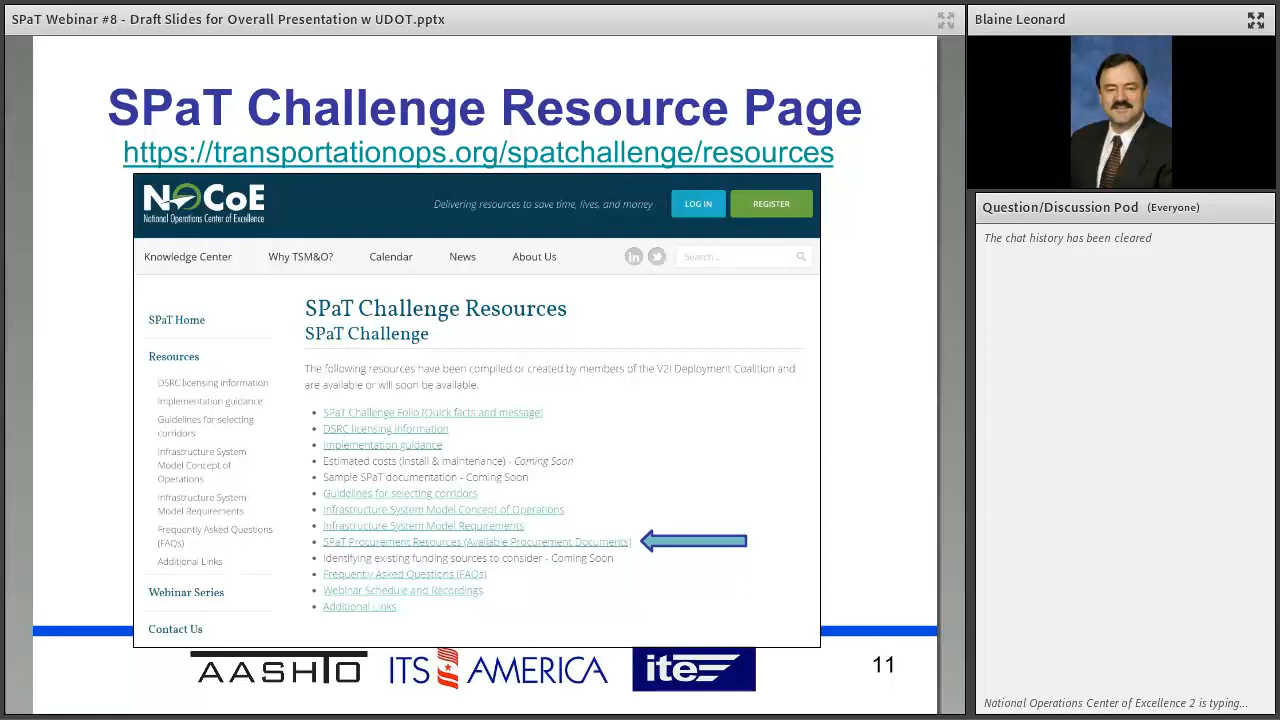 SPaT Webinar #8 - Draft Slides for Overall Presentation w UDOT.pptx
Blaine Leonard
SPaT Challenge Resource Page
https://transportationops.org/spatchallenge/resources
NOCoE
National Operations Center of Excellence
Delivering resources to save time, lives, and money
LOG IN
REGISTER
Knowledge Center
Why TSM&O?
Calendar
News
About Us
in
Search ...
SPaT Home
Resources
DSRC licensing information
Implementation guidance
Guidelines for selecting
corridors
Infrastructure System
Model Concept of
Operations
Infrastructure System
Model Requirements
Frequently Asked Questions
(FAQs)
Additional Links
Webinar Series
Contact Us
SPaT Challenge Resources
SPaT Challenge
The following resources have been compiled or created by members of the V2I Deployment Coalition and
are available or will soon be available.
SPaT Challenge Folio (Quick facts and message)
DSRC licensing information
Implementation guidance
Estimated costs (install & maintenance) - Coming Soon
Sample SPaT documentation - Coming Soon
Guidelines for selecting corridors
Infrastructure System Model Concept of Operations
Infrastructure System Model Requirements
SPaT Procurement Resources (Available Procurement Documents)
Identifying existing funding sources to consider - Coming Soon
Frequently Asked Questions (FAQs)
Webinar Schedule and Recordings
Additional Links
AASHTO
ITS AMERICA
ite
11
Question/Discussion Pod (Everyone)
The chat history has been cleared
National Operations Center of Excellence 2 is typing...